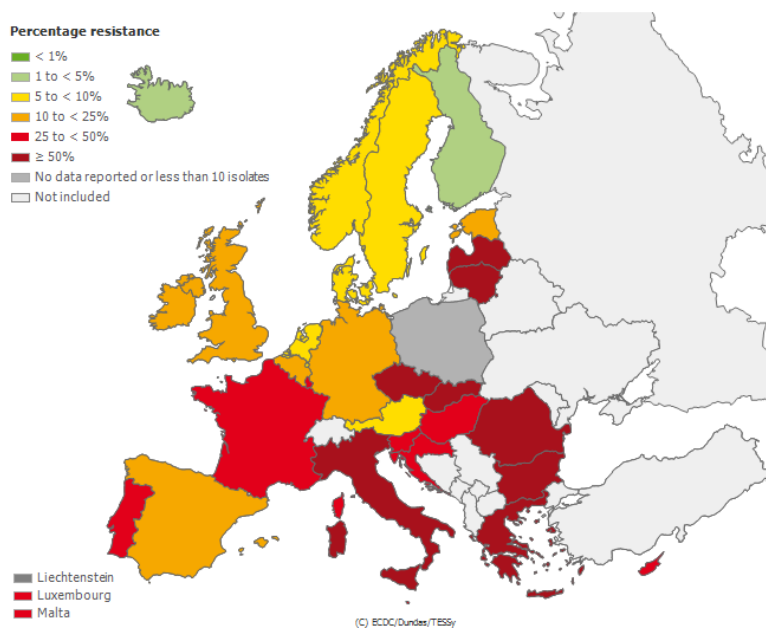 Percentage resistance
< 1%
1 to < 5%
5 to < 10%
10 to < 25%
25 to < 50%
≥ 50%
No data reported or less than 10 isolates
Not included
Liechtenstein
Luxembourg
Malta
(C) ECDC/Dundas/TESSy